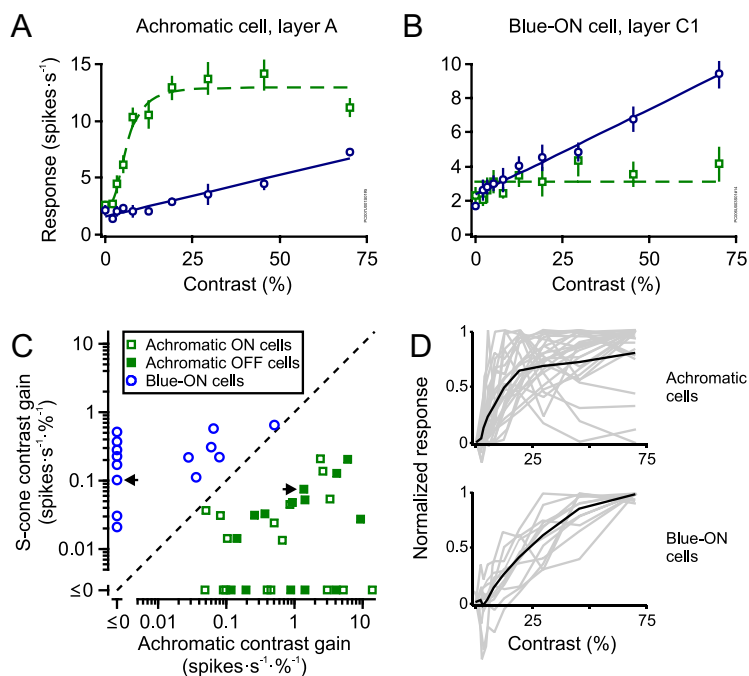 A
Achromatic cell, layer A
Response (spikes·s⁻¹)
15
10
5
0
0
25
50
75
Contrast (%)
B
Blue-ON cell, layer C1
10
8
6
4
2
0
0
25
50
75
Contrast (%)
C
Achromatic ON cells
Achromatic OFF cells
Blue-ON cells
S-cone contrast gain
(spikes·s⁻¹·%⁻¹)
10
1
0.1
0.01
≤0
≤0
0.01
0.1
1
10
Achromatic contrast gain
(spikes·s⁻¹·%⁻¹)
D
Normalized response
1
0.5
0
Achromatic
cells
1
0.5
0
Blue-ON
cells
25
50
75
Contrast (%)